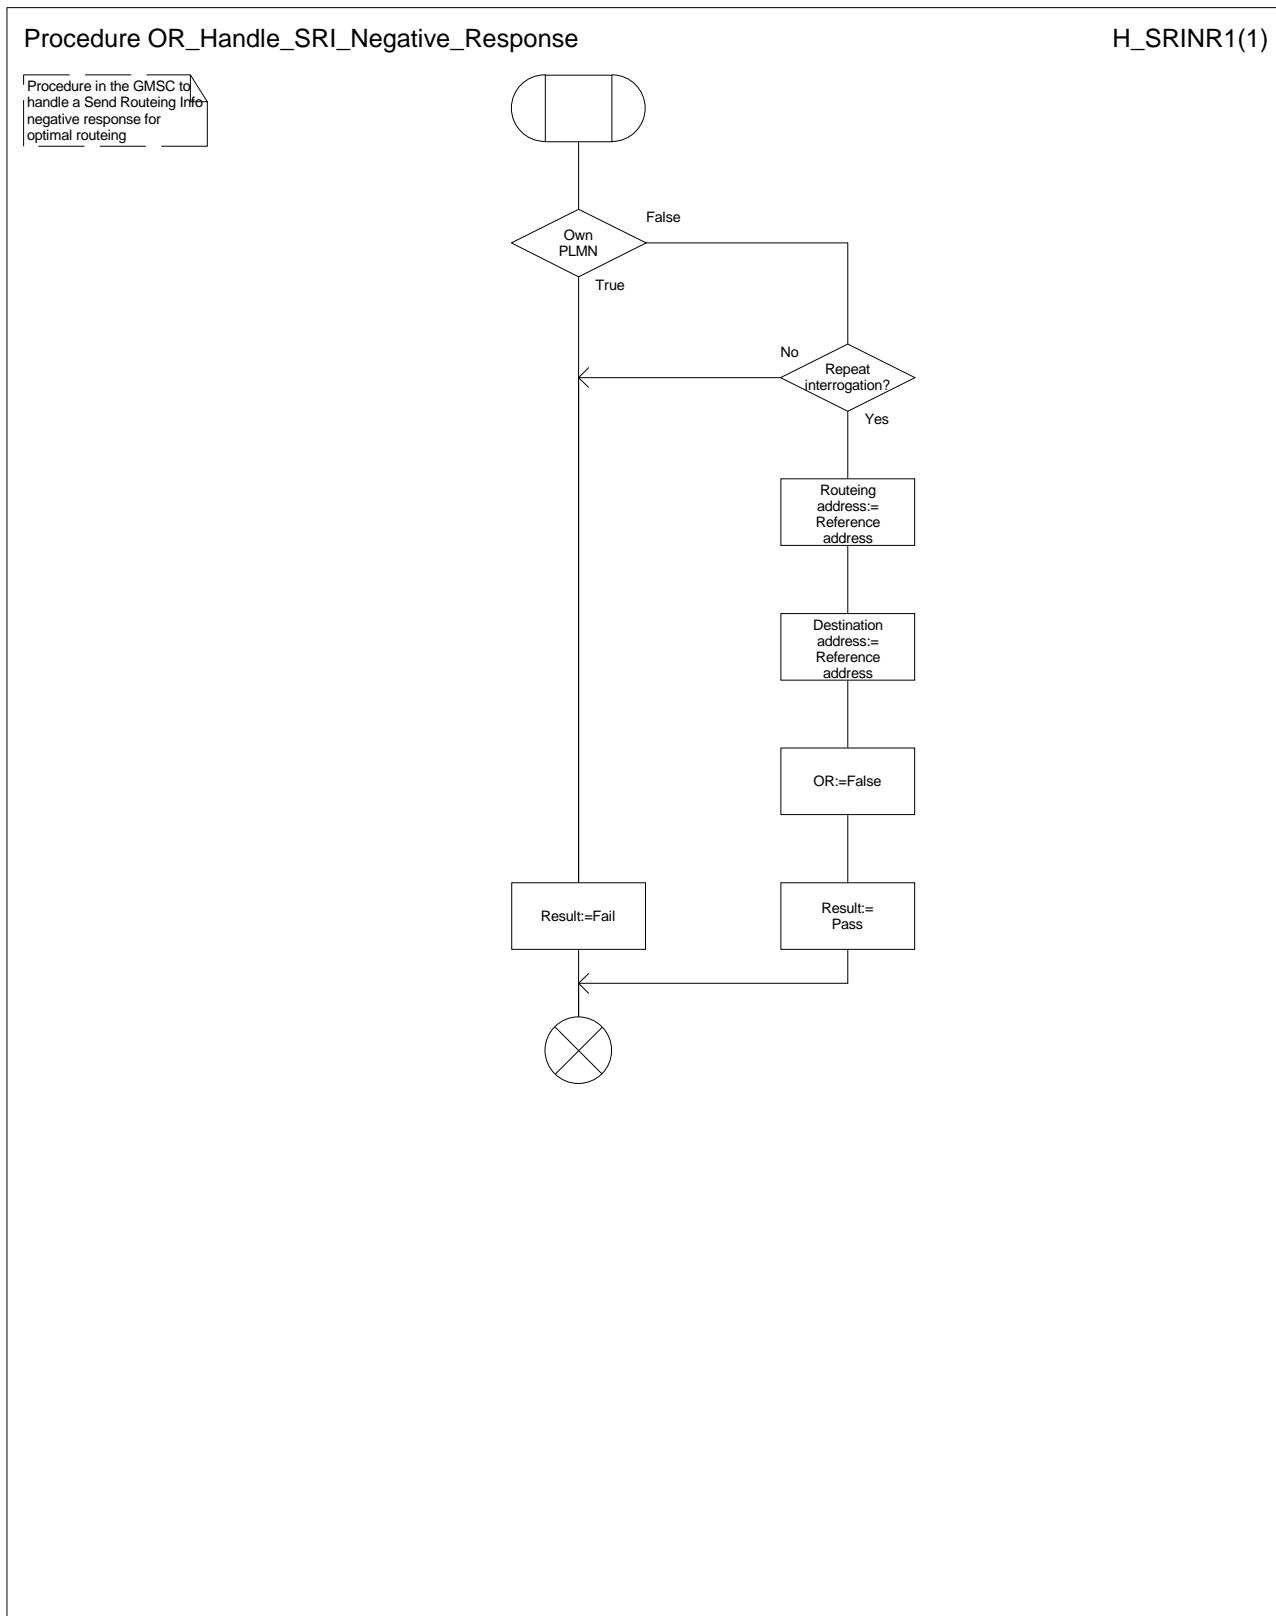 Procedure OR_Handle_SRI_Negative_Response
H_SRINR1(1)
Procedure in the GMSC to
handle a Send Routeing Info
negative response for
optimal routeing
Own
PLMN
False
True
No
Repeat
interrogation?
Yes
Routeing
address:=
Reference
address
Destination
address:=
Reference
address
OR:=False
Result:=Fail
Result:=
Pass